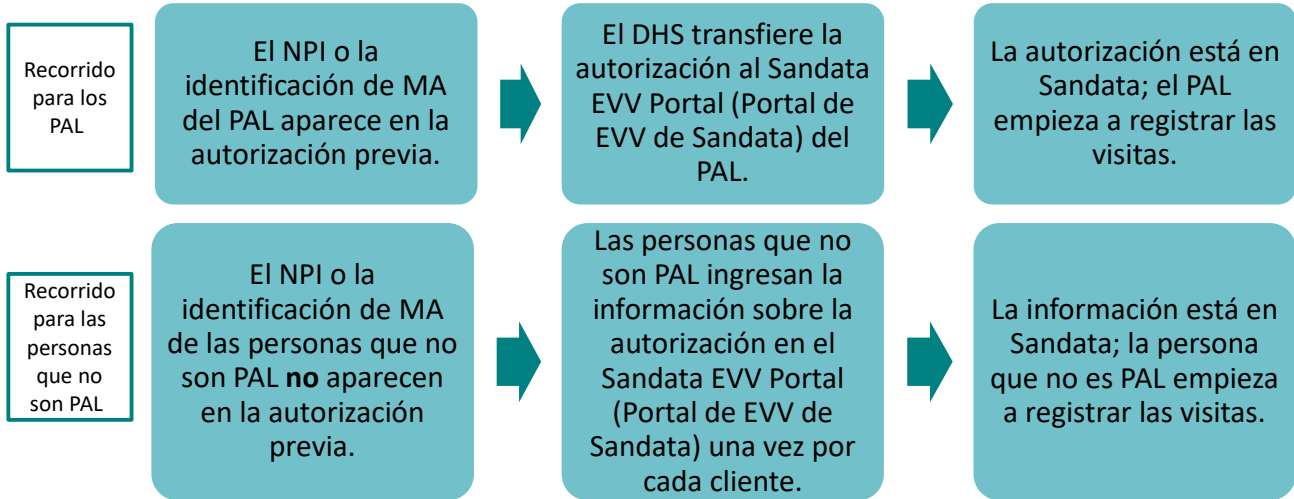 Recorrido
para los
PAL
El NPI o la
identificación de MA
del PAL aparece en la
autorización previa.
El DHS transfiere la
autorización al Sandata
EVV Portal (Portal de
EVV de Sandata) del
PAL.
La autorización está en
Sandata; el PAL
empieza a registrar las
visitas.
Recorrido
para las
personas
que no
son PAL
El NPI o la
identificación de MA
de las personas que no
son PAL no aparecen
en la autorización
previa.
Las personas que no
son PAL ingresan la
información sobre la
autorización en el
Sandata EVV Portal
(Portal de EVV de
Sandata) una vez por
cada cliente.
La información está en
Sandata; la persona
que no es PAL empieza
a registrar las visitas.